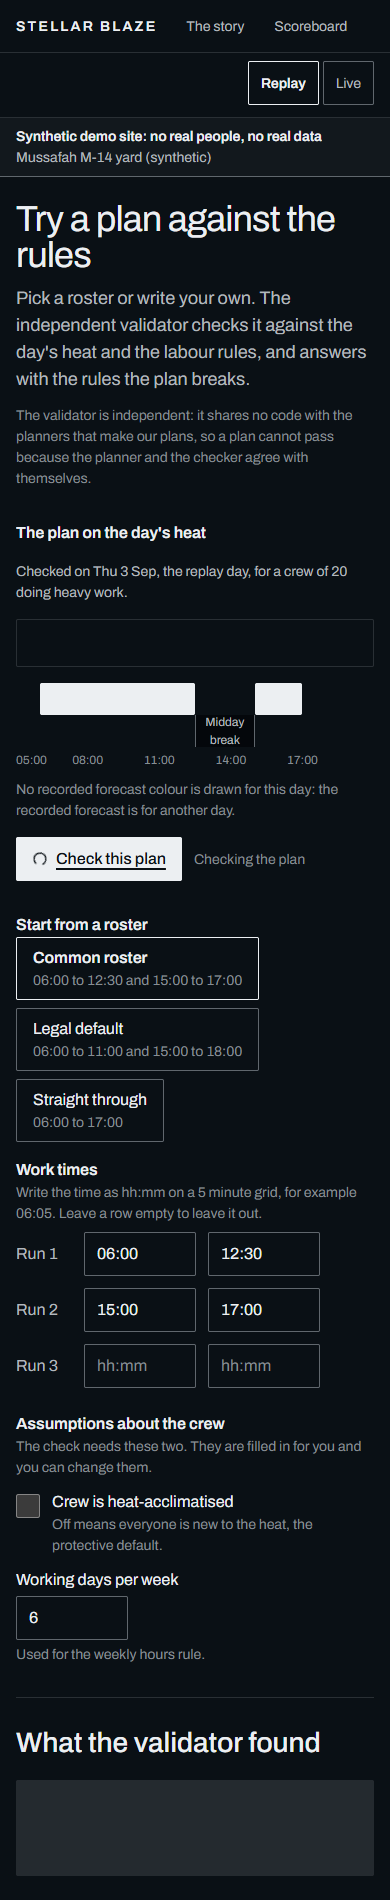 STELLAR BLAZE The story Scoreboard
Replay Live
Synthetic demo site: no real people, no real data
Mussafah M-14 yard (synthetic)
Try a plan against the
rules
Pick a roster or write your own. The
independent validator checks it against the
day's heat and the labour rules, and answers
with the rules the plan breaks.
The validator is independent: it shares no code with the
planners that make our plans, so a plan cannot pass
because the planner and the checker agree with
themselves.
The plan on the day's heat
Checked on Thu 3 Sep, the replay day, for a crew of 20
doing heavy work.
Midday
break
05:00 08:00 11:00 14:00 17:00
No recorded forecast colour is drawn for this day: the
recorded forecast is for another day.
Check this plan Checking the plan
Start from a roster
Common roster
06:00 to 12:30 and 15:00 to 17:00
Legal default
06:00 to 11:00 and 15:00 to 18:00
Straight through
06:00 to 17:00
Work times
Write the time as hh:mm on a 5 minute grid, for example
06:05. Leave a row empty to leave it out.
Run 1 06:00 12:30
Run 2 15:00 17:00
Run 3 hh:mm hh:mm
Assumptions about the crew
The check needs these two. They are filled in for you and
you can change them.
Crew is heat-acclimatised
Off means everyone is new to the heat, the
protective default.
Working days per week
6
Used for the weekly hours rule.
What the validator found